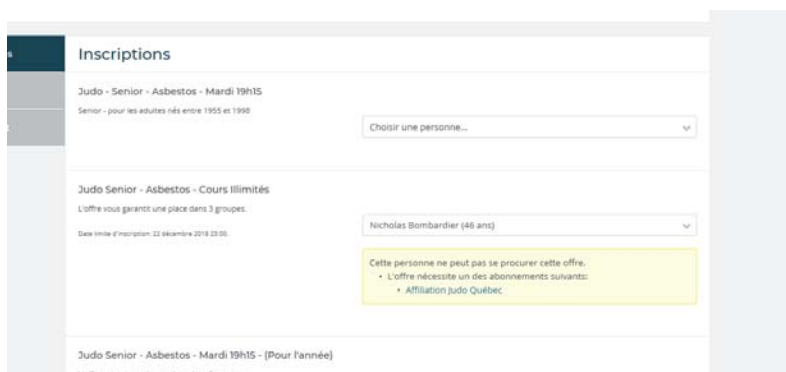 s
Inscriptions
Judo - Senior - Asbestos - Mardi 19h15
Senior - pour les adultes nés entre 1955 et 1998
Choisir une personne...
t
Judo Senior - Asbestos - Cours Illimités
L'offre vous garantit une place dans 3 groupes.
Nicholas Bombardier (46 ans)
Date limite d'inscription: 22 décembre 2018 23:00.
Cette personne ne peut pas se procurer cette offre.
• L'offre nécessite un des abonnements suivants:
• Affiliation Judo Québec
Judo Senior - Asbestos - Mardi 19h15 - (Pour l'année)